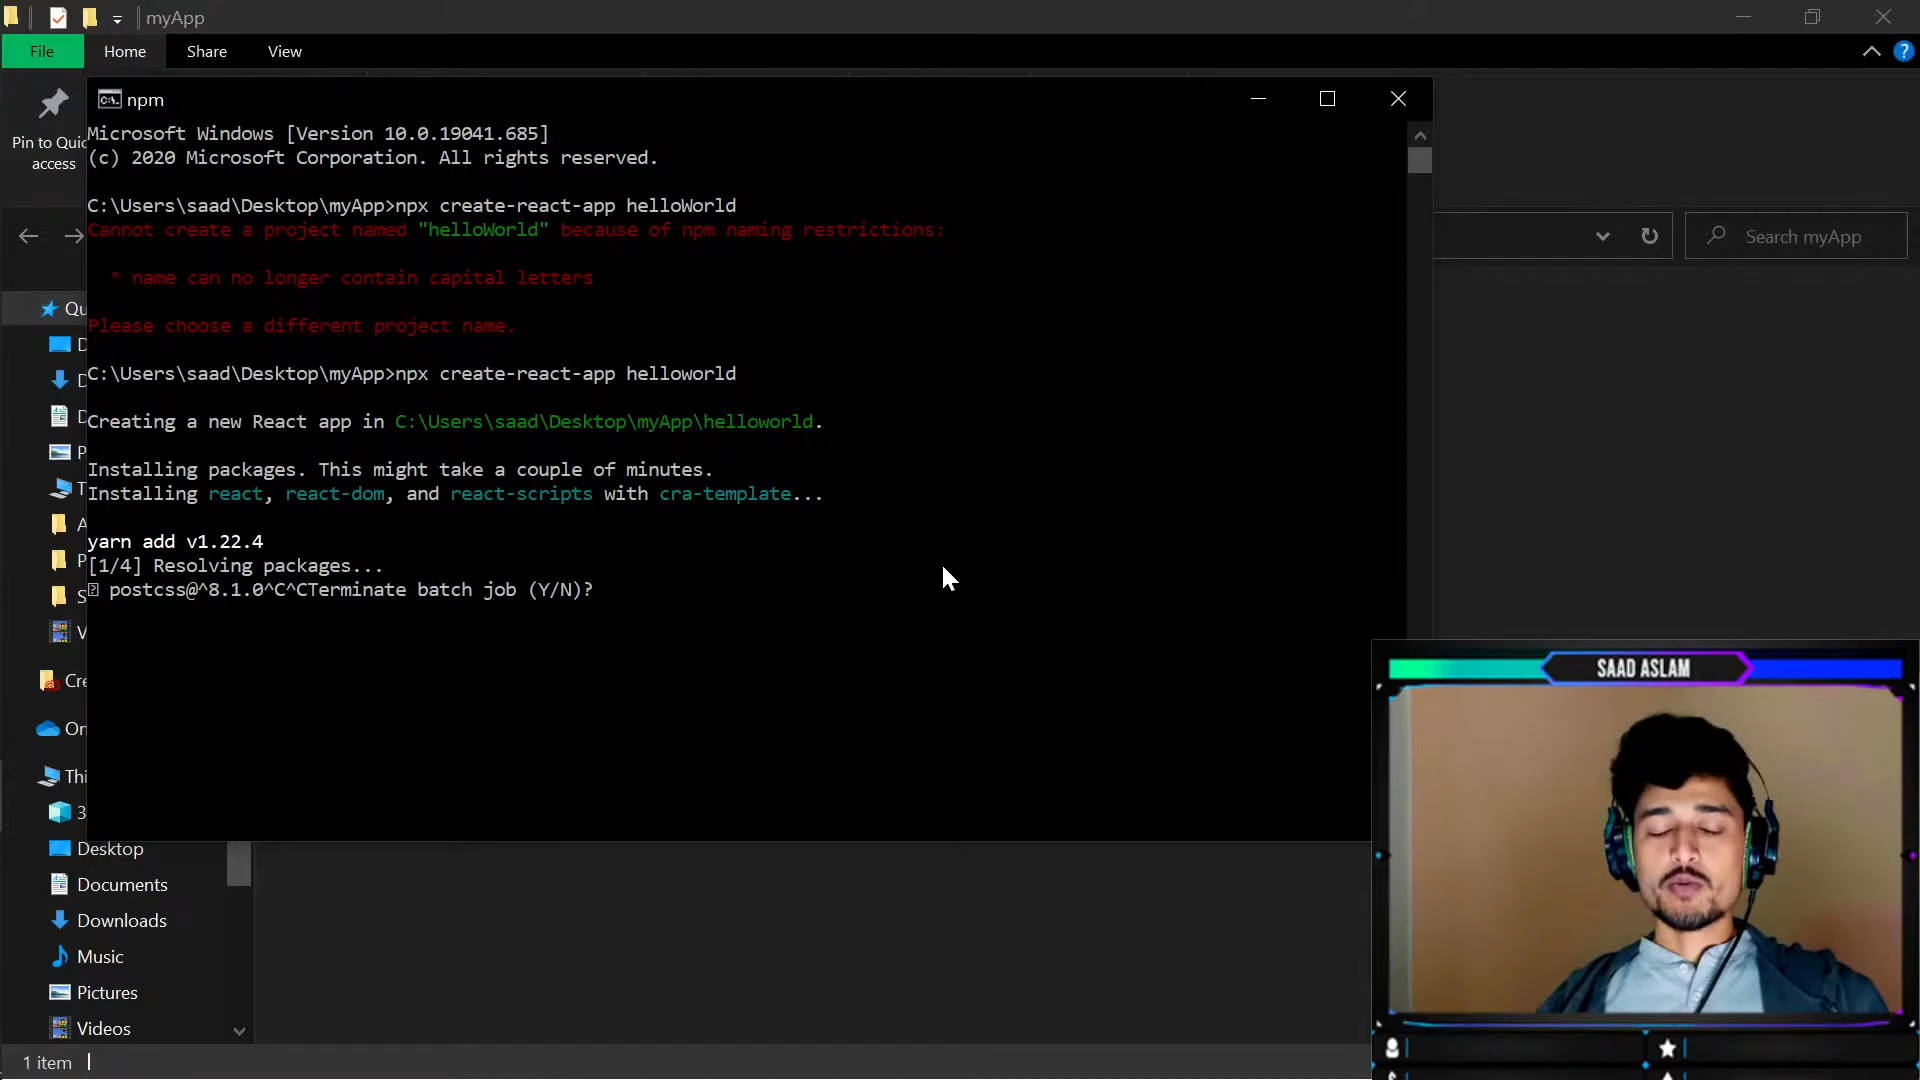 myApp
File
Home
Share
View
Pin to Quic
access
npm
Microsoft Windows [Version 10.0.19041.685]
(c) 2020 Microsoft Corporation. All rights reserved.
C:\Users\saad\Desktop\myApp>npx create-react-app helloWorld
Cannot create a project named "helloWorld" because of npm naming restrictions:
* name can no longer contain capital letters
Please choose a different project name.
C:\Users\saad\Desktop\myApp>npx create-react-app helloworld
Creating a new React app in C:\Users\saad\Desktop\myApp\helloworld.
Installing packages. This might take a couple of minutes.
Installing react, react-dom, and react-scripts with cra-template...
yarn add v1.22.4
[1/4] Resolving packages...
postcss@^8.1.0^C^CTerminate batch job (Y/N)?
Search myApp
Qu
D
D
D
P
T
A
P
S
V
Cre
On
Thi
3
Desktop
Documents
Downloads
Music
Pictures
Videos
1 item
SAAD ASLAM